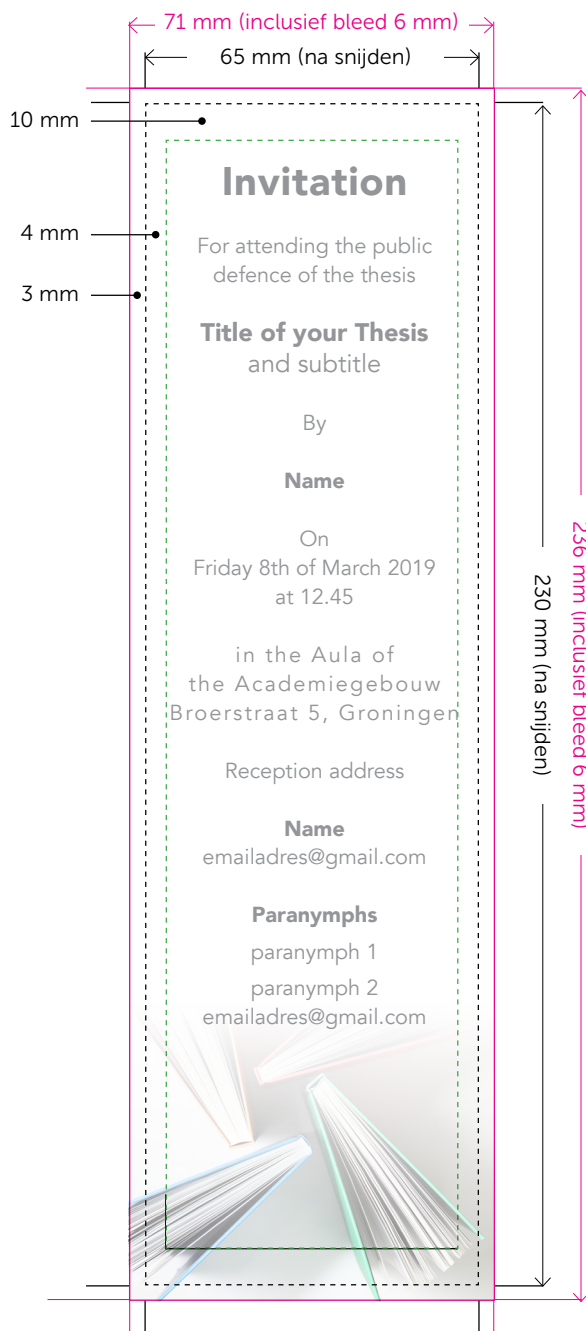 71 mm (inclusief bleed 6 mm)
65 mm (na snijden)
10 mm
4 mm
3 mm
Invitation
For attending the public
defence of the thesis
Title of your Thesis
and subtitle
By
Name
On
Friday 8th of March 2019
at 12.45
in the Aula of
the Academiegebouw
Broerstraat 5, Groningen
Reception address
Name
emailadres@gmail.com
Paranymphs
paranymph 1
paranymph 2
emailadres@gmail.com
230 mm (na snijden)
236 mm (inclusief bleed 6 mm)